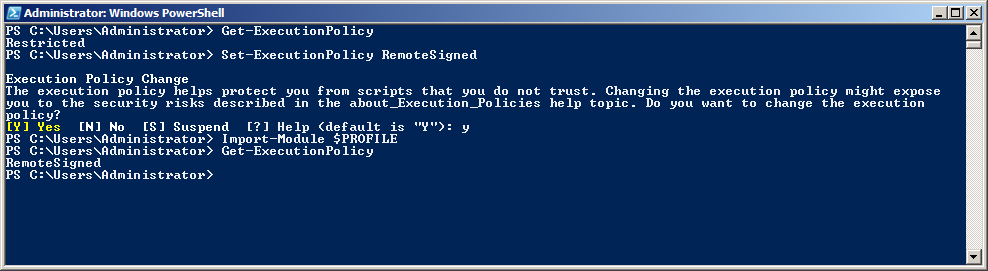 Administrator: Windows PowerShell
PS C:\Users\Administrator> Get-ExecutionPolicy
Restricted
PS C:\Users\Administrator> Set-ExecutionPolicy RemoteSigned
Execution Policy Change
The execution policy helps protect you from scripts that you do not trust. Changing the execution policy might expose
you to the security risks described in the about_Execution_Policies help topic. Do you want to change the execution
policy?
[Y] Yes  [N] No  [S] Suspend  [?] Help (default is "Y"): y
PS C:\Users\Administrator> Import-Module $PROFILE
PS C:\Users\Administrator> Get-ExecutionPolicy
RemoteSigned
PS C:\Users\Administrator>